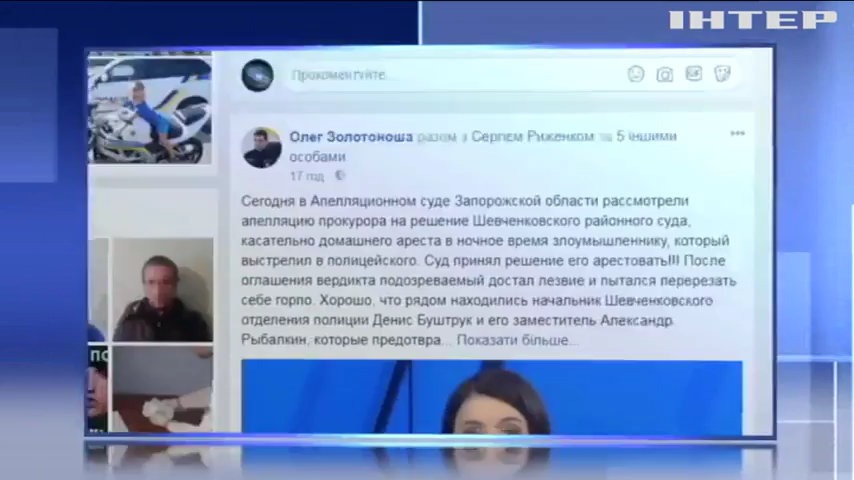 ІНТЕР
Прокоментуйте...
Олег Золотоноша разом з Сергієм Риженком та 5 іншими
особами
17 год
Сегодня в Апелляционном суде Запорожской области рассмотрели
апелляцию прокурора на решение Шевченковского районного суда,
касательно домашнего ареста в ночное время злоумышленнику, который
выстрелил в полицейского. Суд принял решение его арестовать!!! После
оглашения вердикта подозреваемый достал лезвие и пытался перерезать
себе горло. Хорошо, что рядом находились начальник Шевченковского
отделения полиции Денис Буштрук и его заместитель Александр
Рыбалкин, которые предотвра... Показати більше...
ПО